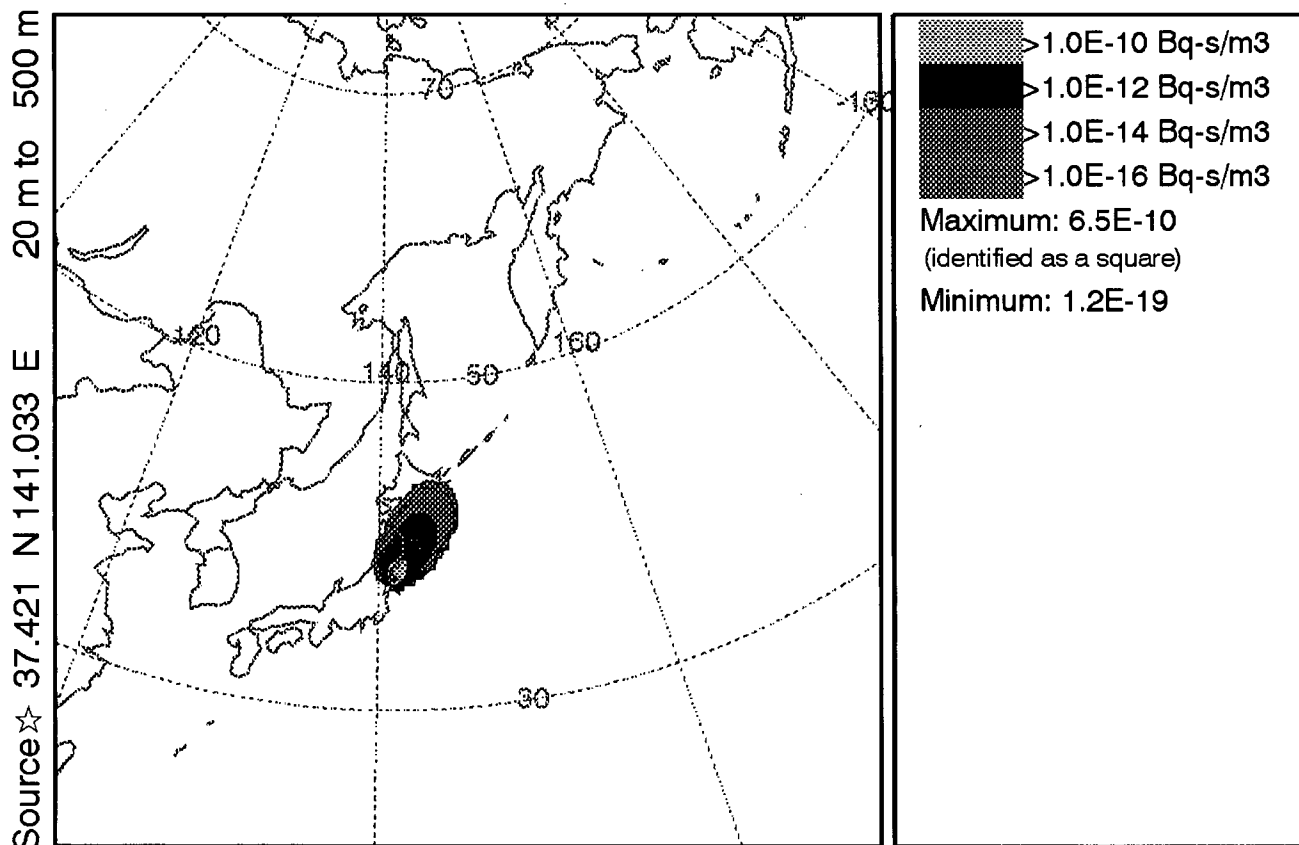 Source☆ 37.421 N 141.033 E 20 m to 500 m
70
-160
120
140
50
160
30
>1.0E-10 Bq-s/m3
>1.0E-12 Bq-s/m3
>1.0E-14 Bq-s/m3
>1.0E-16 Bq-s/m3
Maximum: 6.5E-10
(identified as a square)
Minimum: 1.2E-19